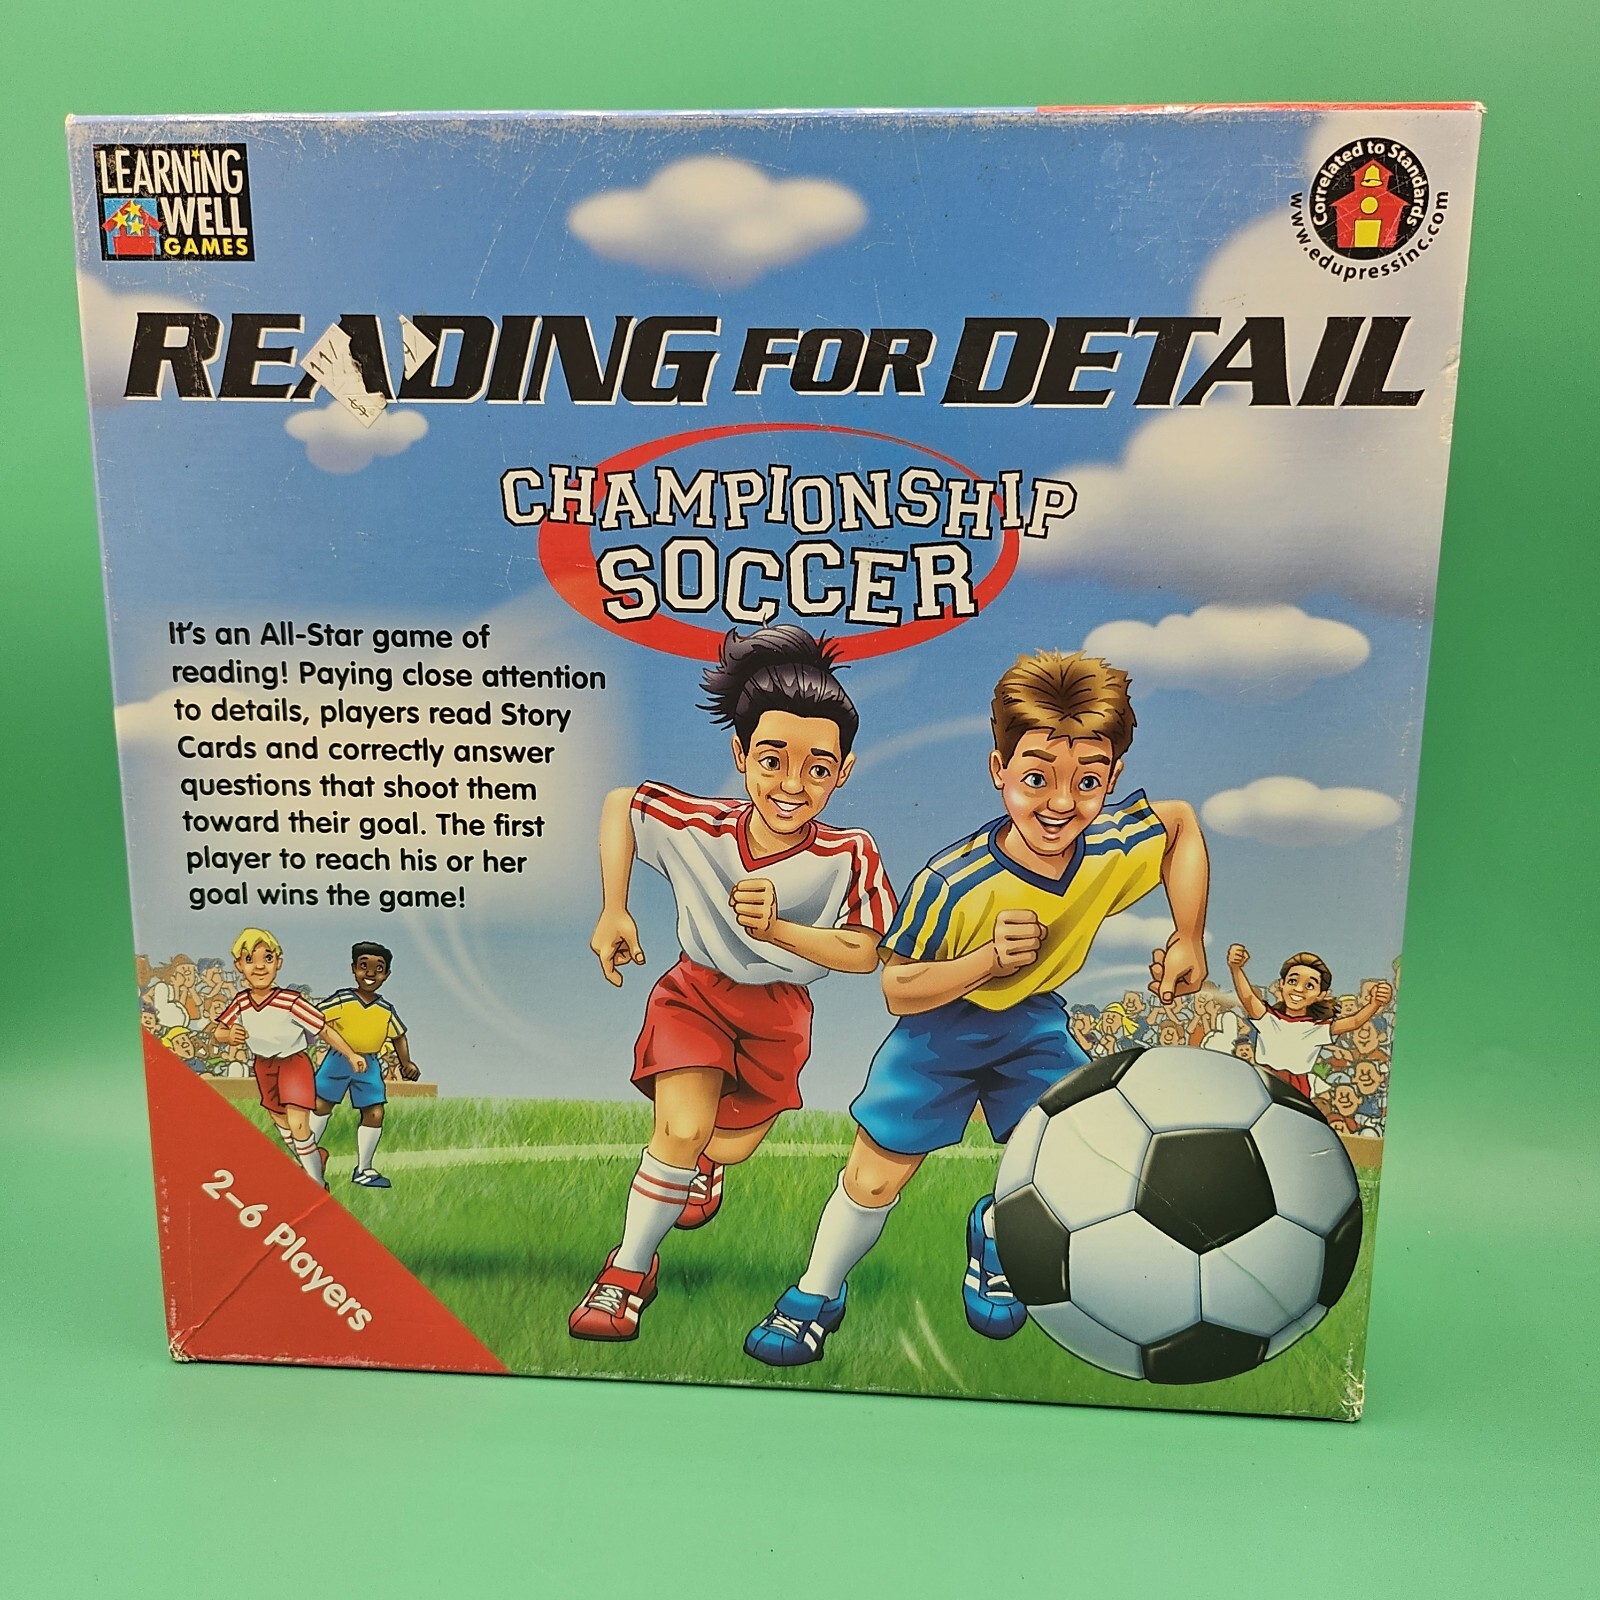 LEARNING
WELL
GAMES
Correlated to Standards
www.edupressinc.com
READING FOR DETAIL
11/
9/
CHAMPIONSHIP
SOCCER
It's an All-Star game of
reading! Paying close attention
to details, players read Story
Cards and correctly answer
questions that shoot them
toward their goal. The first
player to reach his or her
goal wins the game!
2-6 Players